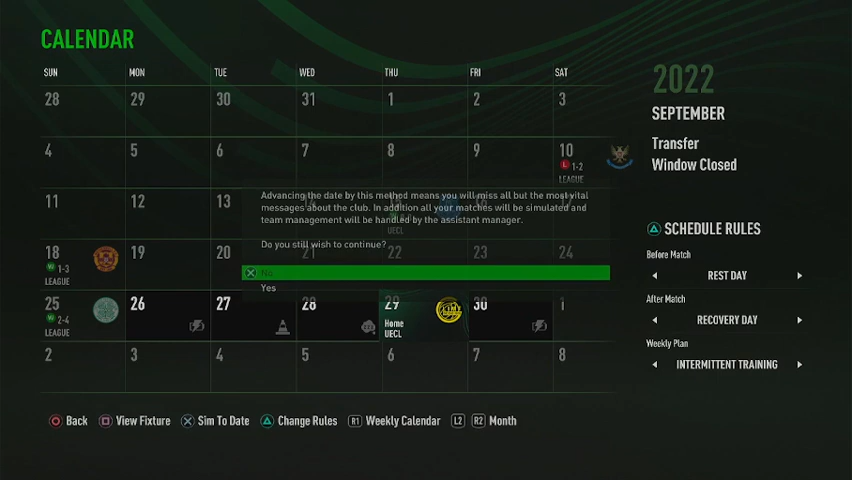 CALENDAR
SUN MON TUE WED THU FRI SAT
28 29 30 31 1 2 3
2022
SEPTEMBER
Transfer
Window Closed
4 5 6 7 8 9 10
L 1-2
LEAGUE
11 12 13
UECL
Advancing the date by this method means you will miss all but the most vital
messages about the club. In addition all your matches will be simulated and
team management will be handled by the assistant manager.
Do you still wish to continue?
No
Yes
18 19 20 21 22 23 24
W 1-3
LEAGUE
25 26 27 28 29 30 1
W 2-4
LEAGUE
Home
UECL
2 3 4 5 6 7 8
SCHEDULE RULES
Before Match
REST DAY
After Match
RECOVERY DAY
Weekly Plan
INTERMITTENT TRAINING
Back View Fixture Sim To Date Change Rules R1 Weekly Calendar L2 R2 Month